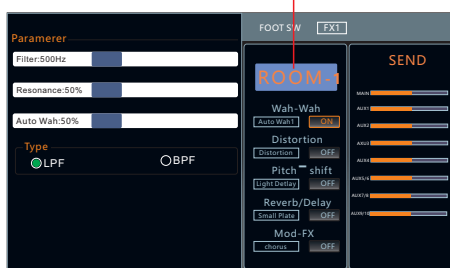 FOOT SW FX1
Paramerer
Filter:500Hz
Resonance:50%
Auto Wah:50%
Type
LPF BPF
ROOM-1
Wah-Wah
Auto Wah1 ON
Distortion
Distortion OFF
Pitch shift
Light Detlay OFF
Reverb/Delay
Small Plate OFF
Mod-FX
chorus OFF
SEND
MAIN
AUX1
AUX2
AXU3
AUX4
AUX5/6
AUX7/8
AUX9/10